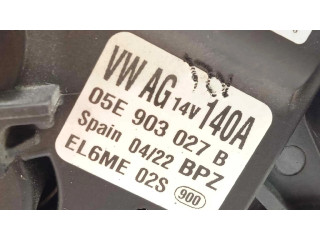 VW AG 14V 140A
05E 903 027 B
Spain 04/22 BPZ
EL6ME 02S 900